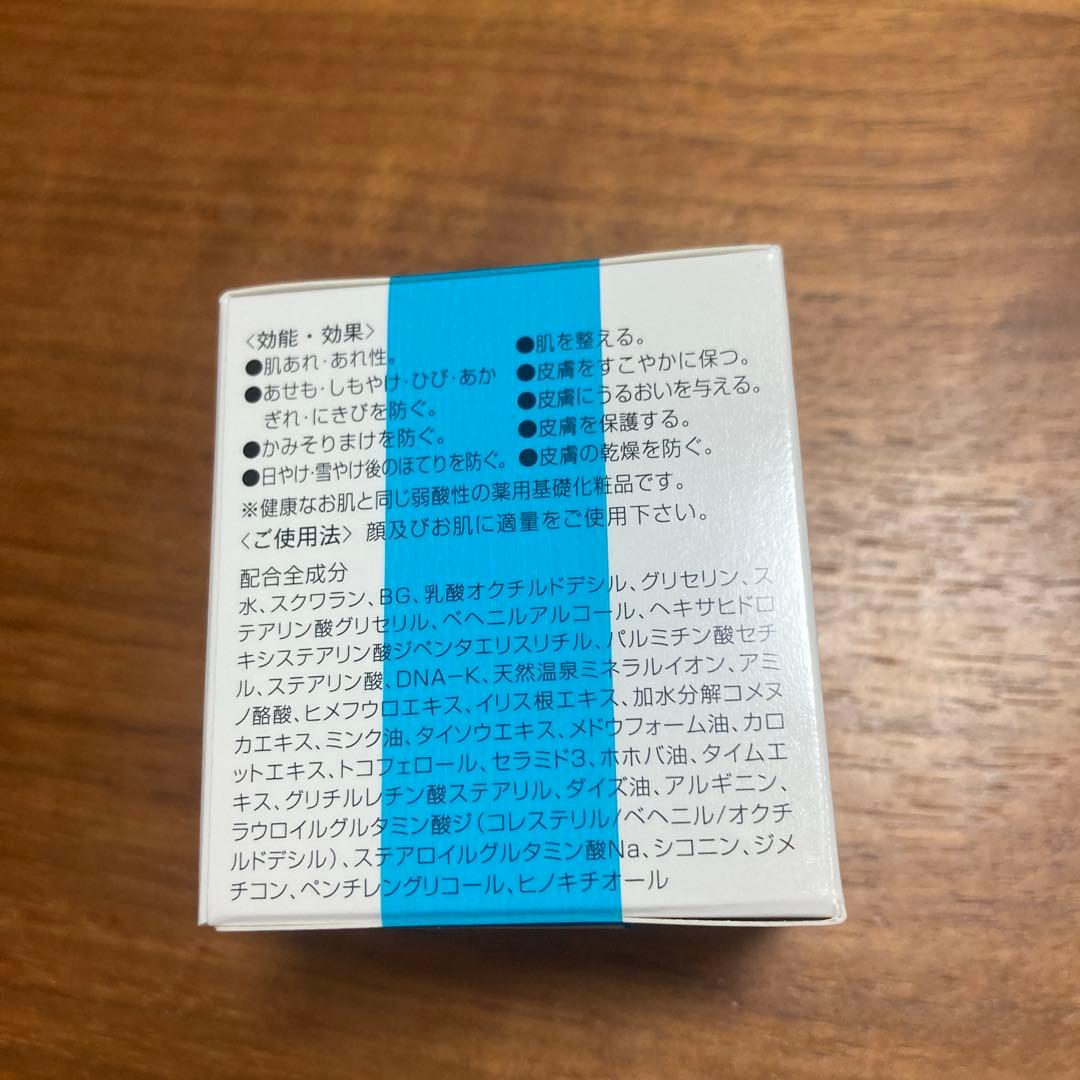 〈効能・効果〉
●肌あれ・あれ性。
●あせも・しもやけ・ひび・あか
ぎれ・にきびを防ぐ。
●かみそりまけを防ぐ。
●日やけ・雪やけ後のほてりを防ぐ。
●肌を整える。
●皮膚をすこやかに保つ。
●皮膚にうるおいを与える。
●皮膚を保護する。
●皮膚の乾燥を防ぐ。
※健康なお肌と同じ弱酸性の薬用基礎化粧品です。
〈ご使用法〉顔及びお肌に適量をご使用下さい。
配合全成分
水、スクワラン、BG、乳酸オクチルドデシル、グリセリン、ス
テアリン酸グリセリル、ベヘニルアルコール、ヘキサヒドロ
キシステアリン酸ジペンタエリスリチル、パルミチン酸セチ
ル、ステアリン酸、DNA-K、天然温泉ミネラルイオン、アミ
ノ酪酸、ヒメフウロエキス、イリス根エキス、加水分解コメヌ
カエキス、ミンク油、タイソウエキス、メドウフォーム油、カロ
ットエキス、トコフェロール、セラミド3、ホホバ油、タイムエ
キス、グリチルレチン酸ステアリル、ダイズ油、アルギニン、
ラウロイルグルタミン酸ジ(コレステリル/ベヘニル/オクチ
ルドデシル)、ステアロイルグルタミン酸Na、シコニン、ジメ
チコン、ペンチレングリコール、ヒノキチオール